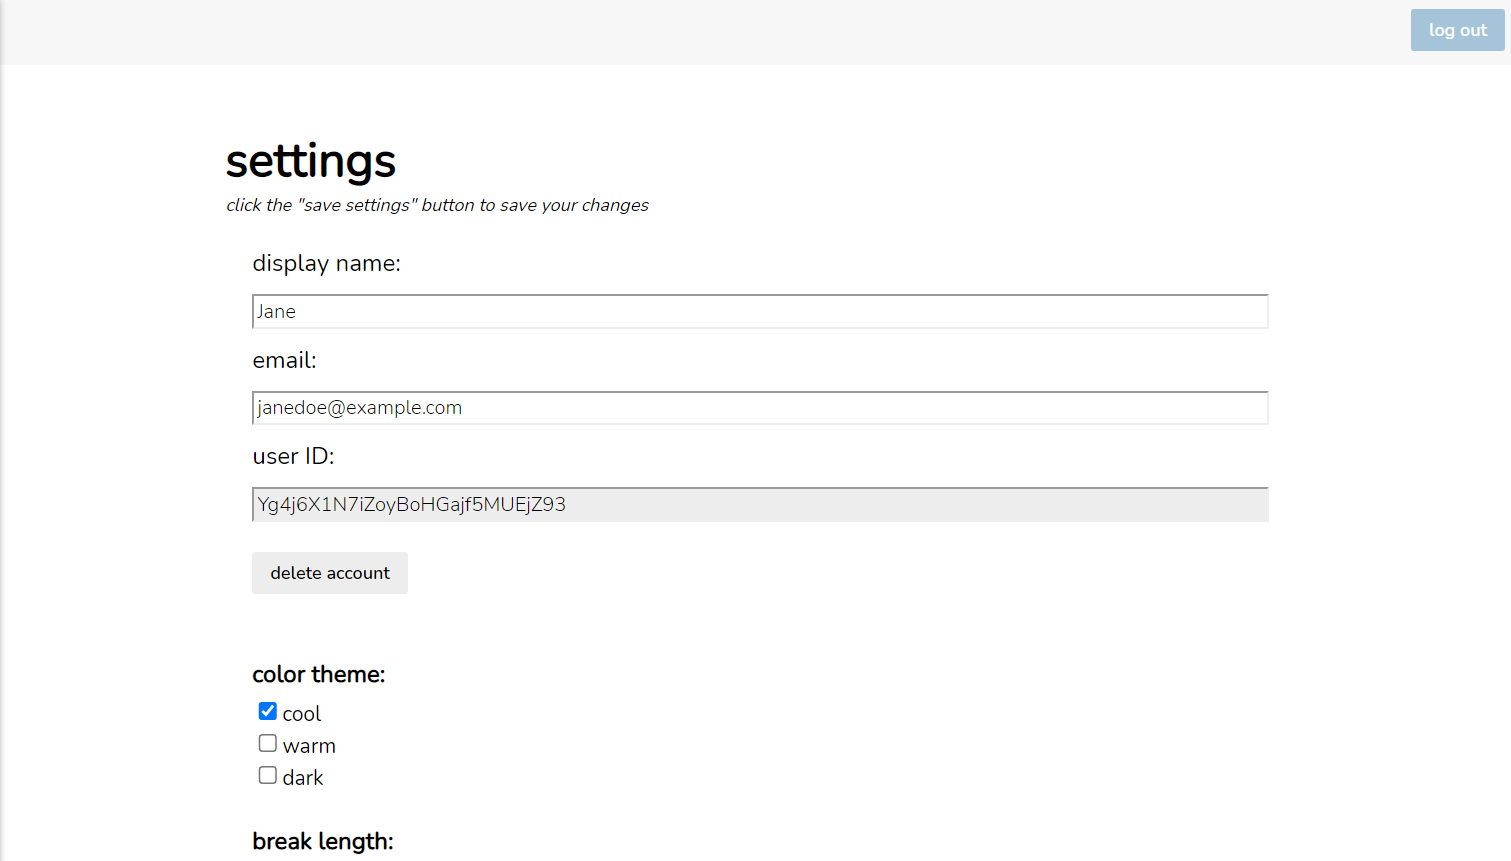 log out
settings
click the "save settings" button to save your changes
display name:
Jane
email:
janedoe@example.com
user ID:
Yg4j6X1N7iZoyBoHGajf5MUEjZ93
delete account
color theme:
cool
warm
dark
break length: